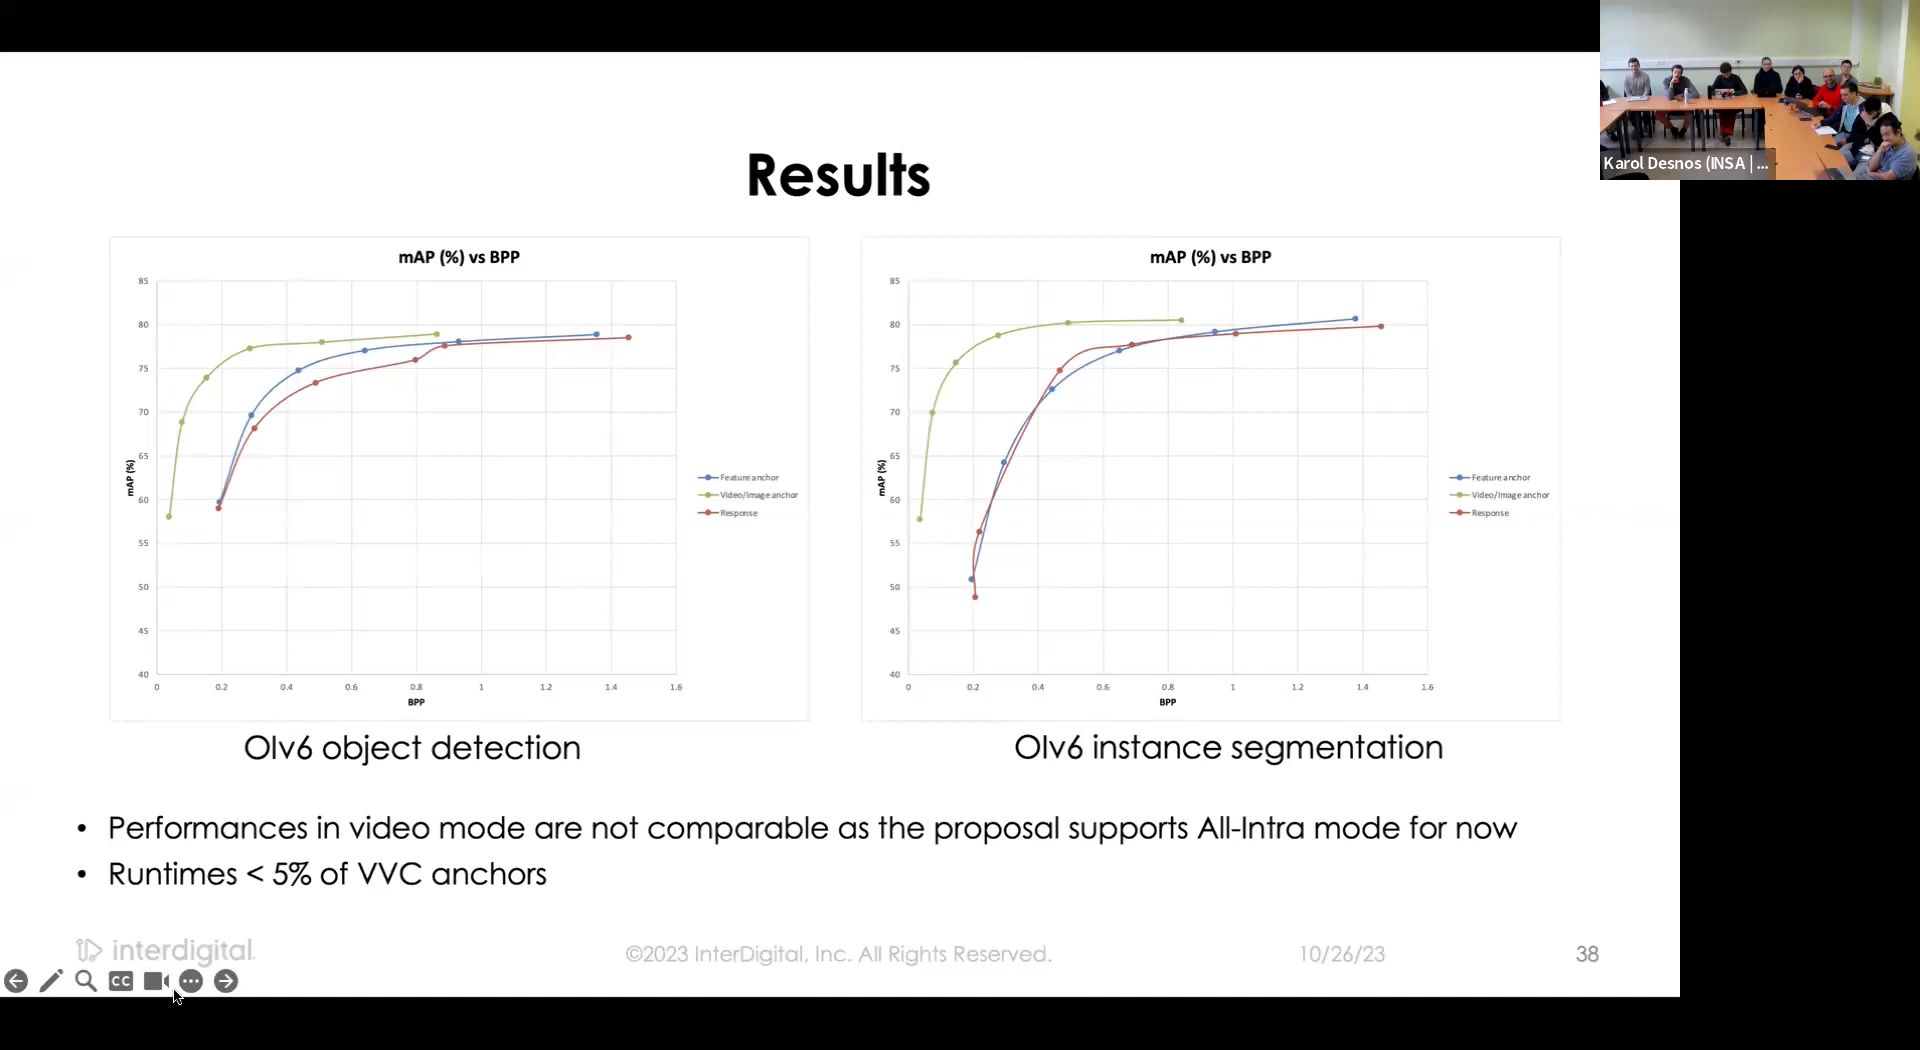 Karol Desnos (INSA | ...
Results
mAP (%) vs BPP
85
80
75
70
65
60
55
50
45
40
mAP (%)
0 0.2 0.4 0.6 0.8 1 1.2 1.4 1.6
BPP
Feature anchor
Video/Image anchor
Response
Olv6 object detection
mAP (%) vs BPP
85
80
75
70
65
60
55
50
45
40
mAP (%)
0 0.2 0.4 0.6 0.8 1 1.2 1.4 1.6
BPP
Feature anchor
Video/Image anchor
Response
Olv6 instance segmentation
• Performances in video mode are not comparable as the proposal supports All-Intra mode for now
• Runtimes < 5% of VVC anchors
interdigital
©2023 InterDigital, Inc. All Rights Reserved.
10/26/23
38
CC